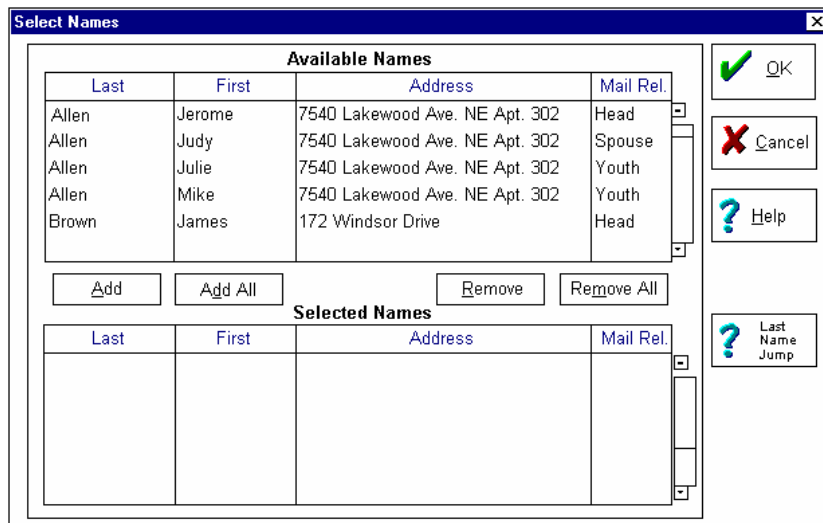 Select Names
Available Names
Last First Address Mail Rel.
Allen Jerome 7540 Lakewood Ave. NE Apt. 302 Head
Allen Judy 7540 Lakewood Ave. NE Apt. 302 Spouse
Allen Julie 7540 Lakewood Ave. NE Apt. 302 Youth
Allen Mike 7540 Lakewood Ave. NE Apt. 302 Youth
Brown James 172 Windsor Drive Head
Add Add All Remove Remove All
Selected Names
Last First Address Mail Rel.
OK
Cancel
Help
Last
Name
Jump